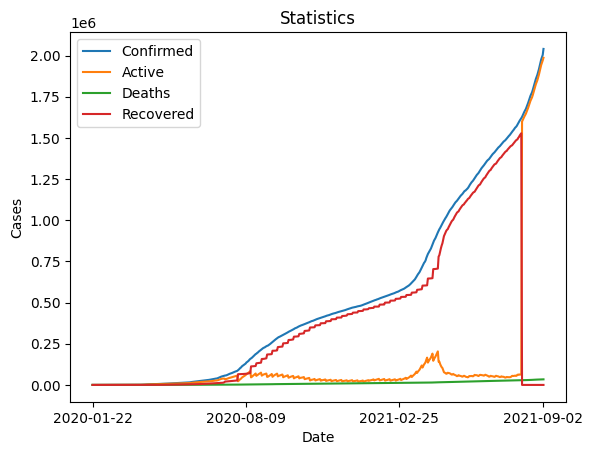 Statistics
1e6
Confirmed
Active
Deaths
Recovered
2.00
1.75
1.50
1.25
1.00
0.75
0.50
0.25
0.00
Cases
2020-01-22
2020-08-09
2021-02-25
2021-09-02
Date